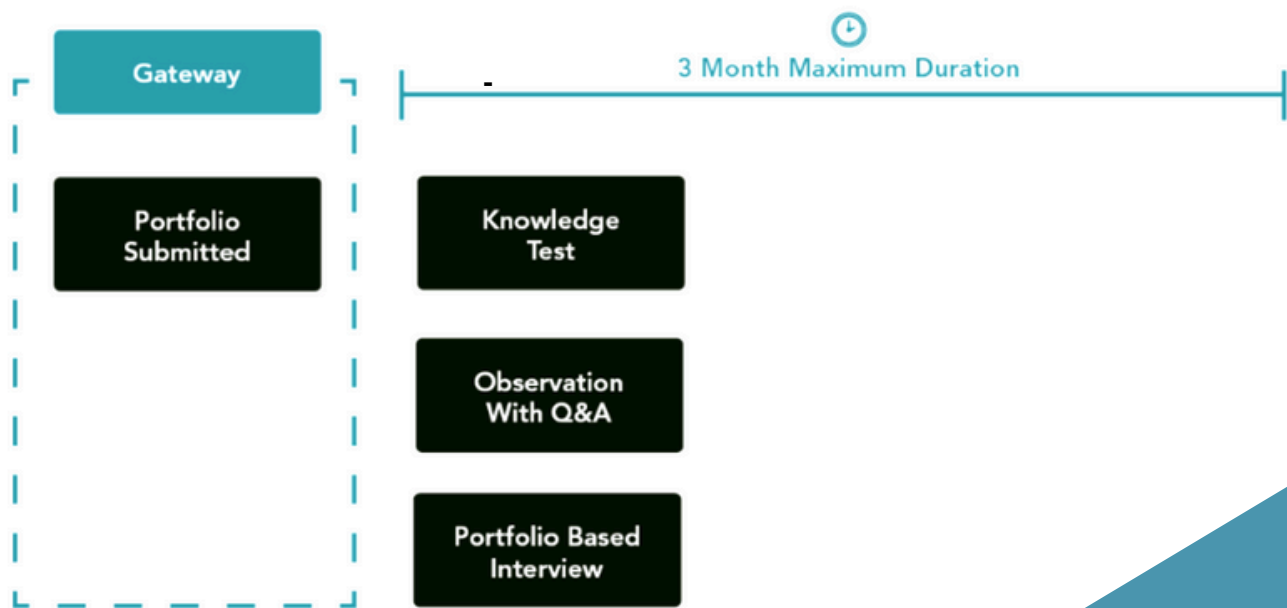 Gateway
3 Month Maximum Duration
-
Portfolio
Submitted
Knowledge
Test
Observation
With Q&A
Portfolio Based
Interview